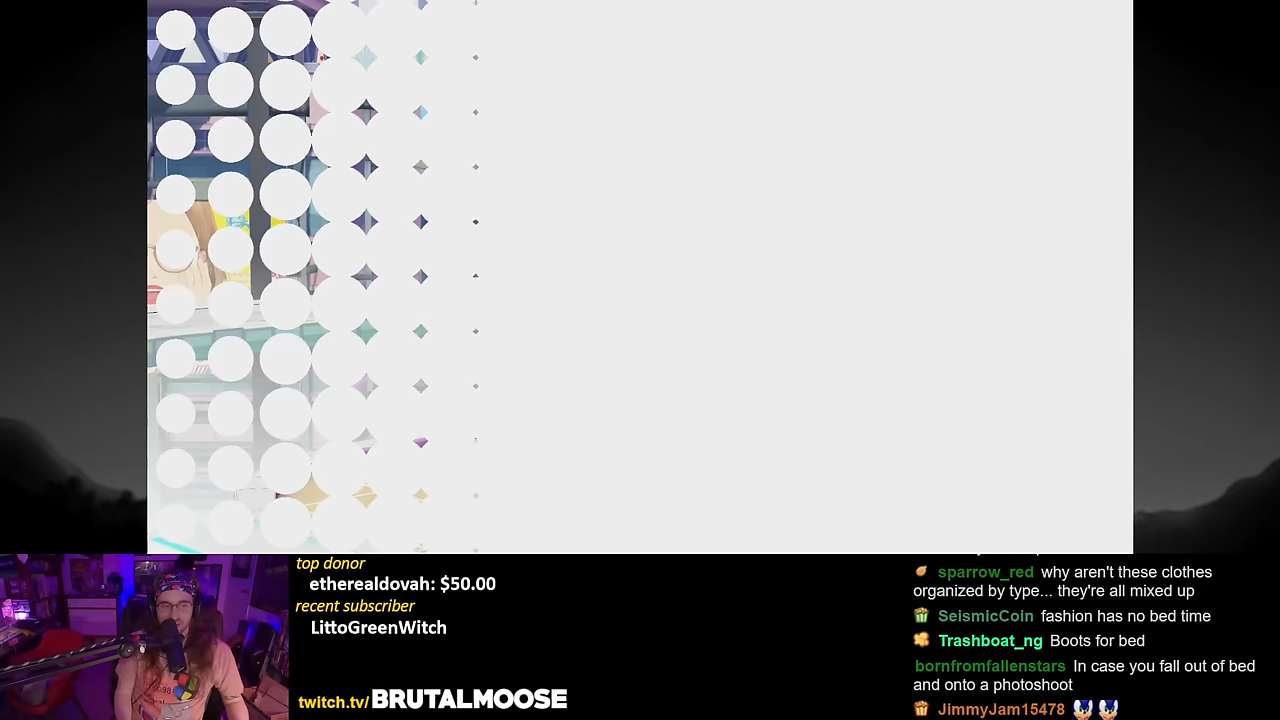 top donor
etherealdovah: $50.00
recent subscriber
LittoGreenWitch
twitch.tv/BRUTALMOOSE
sparrow_red why aren't these clothes
organized by type... they're all mixed up
SeismicCoin fashion has no bed time
Trashboat_ng Boots for bed
bornfromfallenstars In case you fall out of bed
and onto a photoshoot
JimmyJam15478